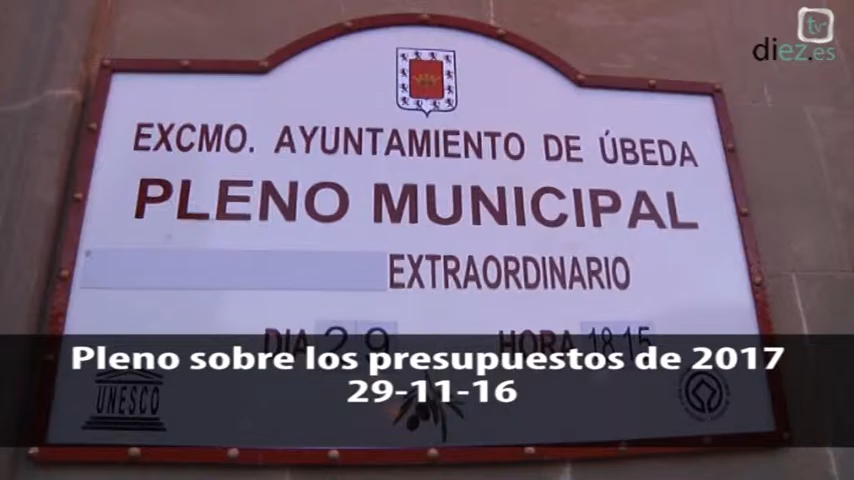 tv
diez.es
EXCMO. AYUNTAMIENTO DE ÚBEDA
PLENO MUNICIPAL
EXTRAORDINARIO
DIA 29 HORA 18.15
Pleno sobre los presupuestos de 2017
29-11-16
UNESCO